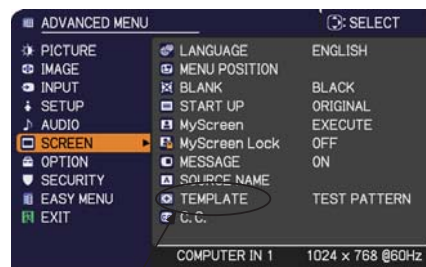 ADVANCED MENU : SELECT
PICTURE
IMAGE
INPUT
SETUP
AUDIO
SCREEN
OPTION
SECURITY
EASY MENU
EXIT
LANGUAGE ENGLISH
MENU POSITION
BLANK BLACK
START UP ORIGINAL
MyScreen EXECUTE
MyScreen Lock OFF
MESSAGE ON
SOURCE NAME
TEMPLATE TEST PATTERN
C.C.
COMPUTER IN 1 1024 x 768 @60Hz